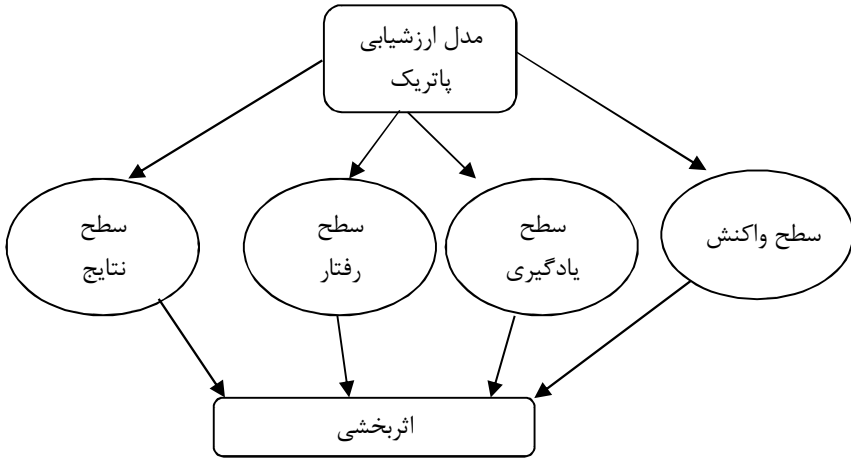 مدل ارزشیابی
پاتریک
سطح واکنش
سطح
یادگیری
سطح
رفتار
سطح
نتایج
اثربخشی